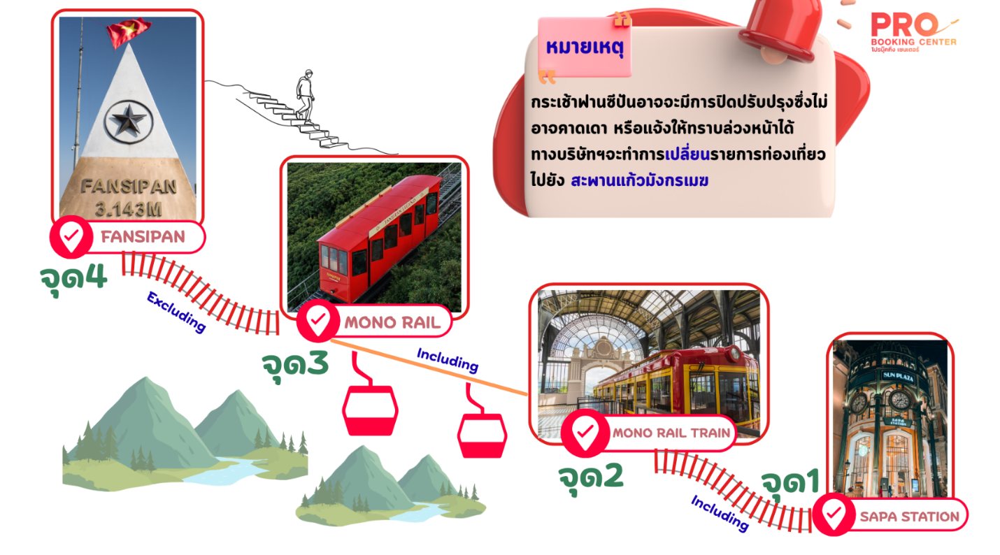 หมายเหตุ
PRO
BOOKING CENTER
โปรบุ๊คกิ้ง เซนเตอร์
กระเช้าฟานซีปันอาจจะมีการปิดปรับปรุงซึ่งไม่
อาจคาดเดา หรือแจ้งให้ทราบล่วงหน้าได้
ทางบริษัทฯจะทำการเปลี่ยนรายการท่องเที่ยว
ไปยัง สะพานแก้วมังกรเมฆ
FANSIPAN
3.143M
FANSIPAN
จุด4
Excluding
FANSIPAN LEGEND
MONO RAIL
จุด3
Including
MONO RAIL TRAIN
จุด2
Including
SUN PLAZA
SAPA
STATION
จุด1
SAPA STATION